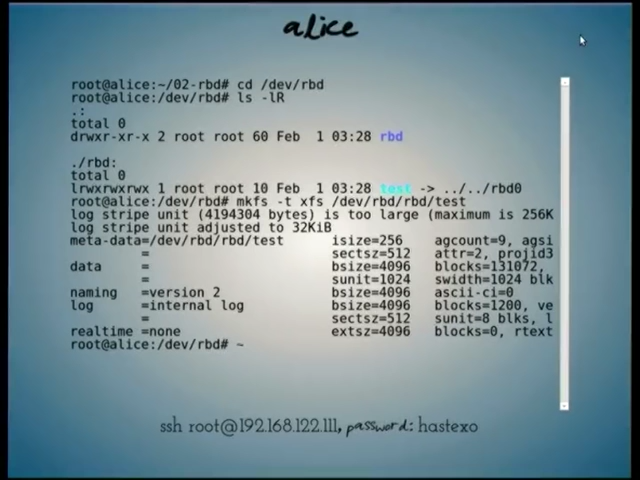 alice
root@alice:~/02-rbd# cd /dev/rbd
root@alice:/dev/rbd# ls -lR
.:
total 0
drwxr-xr-x 2 root root 60 Feb  1 03:28 rbd
./rbd:
total 0
lrwxrwxrwx 1 root root 10 Feb  1 03:28 test -> ../../rbd0
root@alice:/dev/rbd# mkfs -t xfs /dev/rbd/rbd/test
log stripe unit (4194304 bytes) is too large (maximum is 256K
log stripe unit adjusted to 32KiB
meta-data=/dev/rbd/rbd/test      isize=256    agcount=9, agsi
         =                       sectsz=512   attr=2, projid3
data     =                       bsize=4096   blocks=131072,
         =                       sunit=1024   swidth=1024 blk
naming   =version 2              bsize=4096   ascii-ci=0
log      =internal log           bsize=4096   blocks=1200, ve
         =                       sectsz=512   sunit=8 blks, l
realtime =none                   extsz=4096   blocks=0, rtext
root@alice:/dev/rbd# ~
ssh root@192.168.122.111, password: hastexo